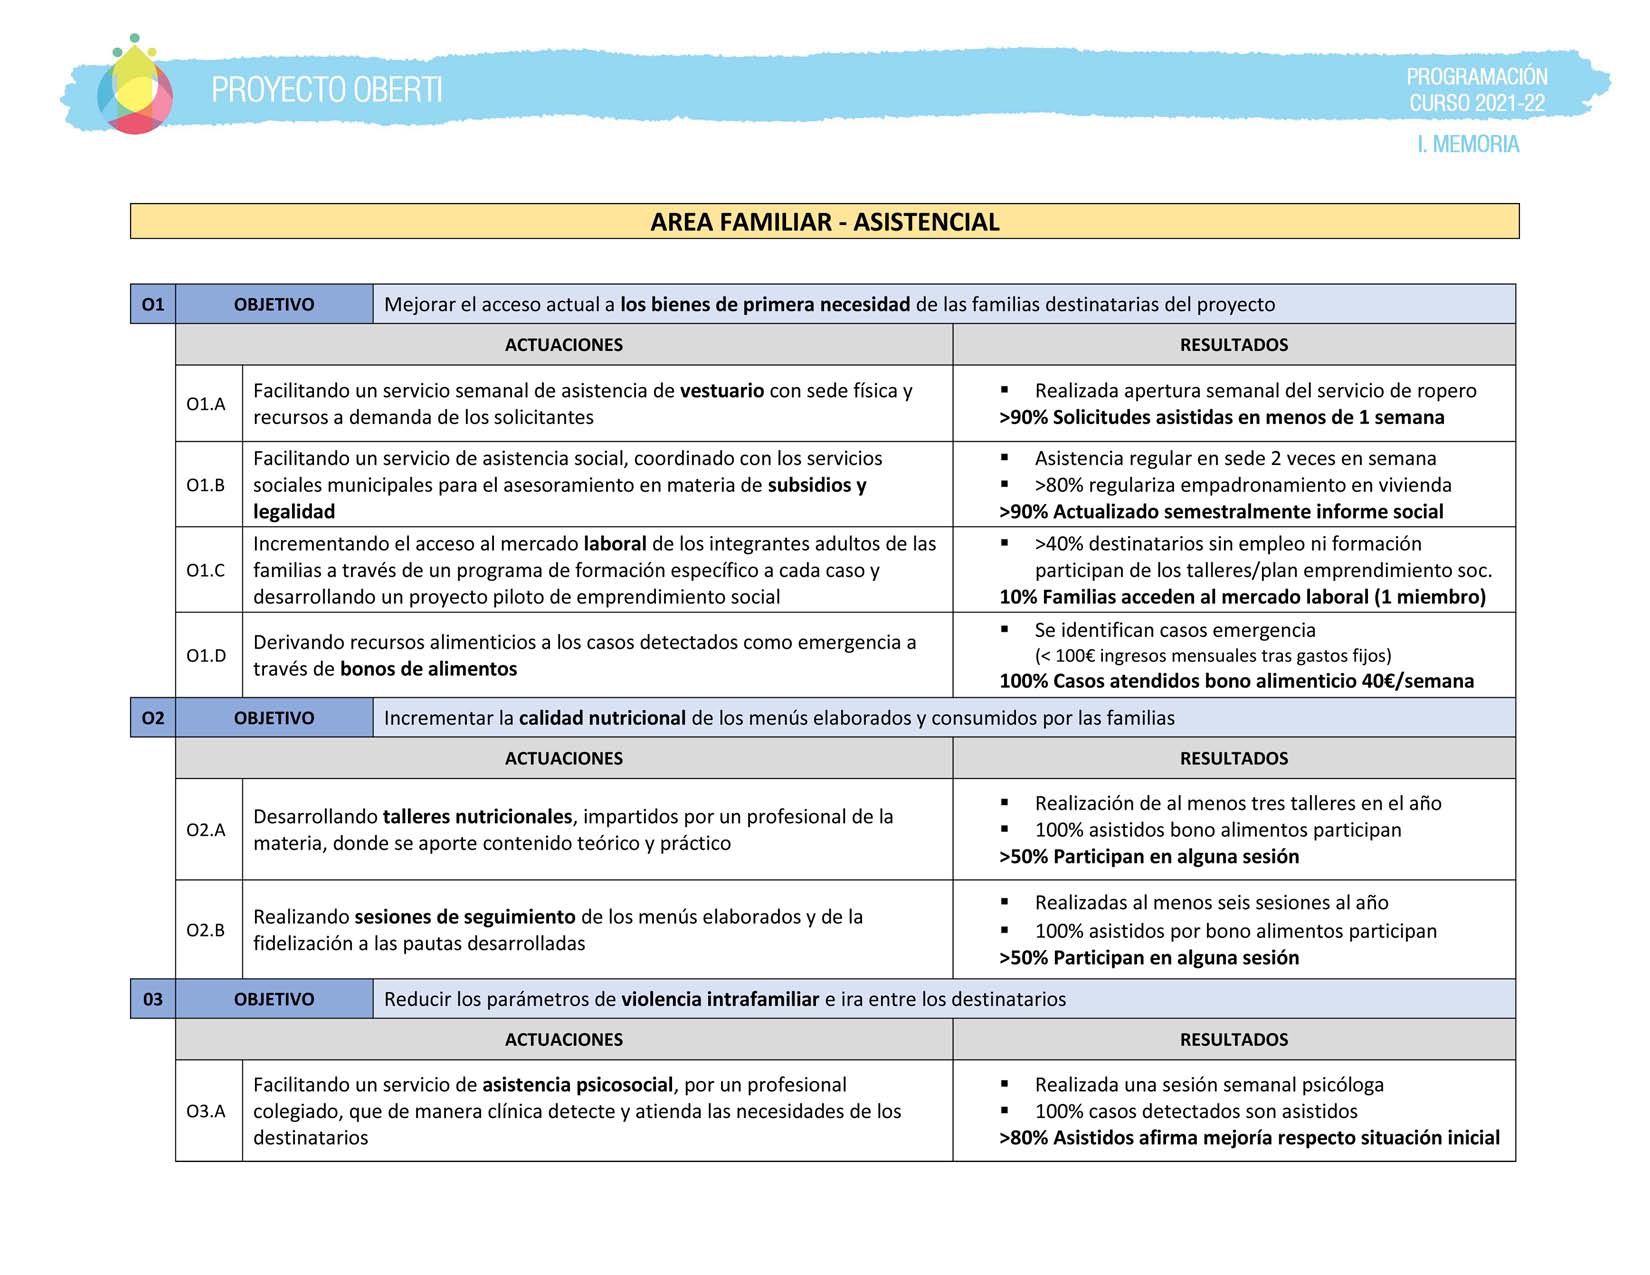 PROYECTO OBERTI
PROGRAMACIÓN
CURSO 2021-22
I. MEMORIA
AREA FAMILIAR - ASISTENCIAL
O1 OBJETIVO Mejorar el acceso actual a los bienes de primera necesidad de las familias destinatarias del proyecto
ACTUACIONES RESULTADOS
O1.A
Facilitando un servicio semanal de asistencia de vestuario con sede física y
recursos a demanda de los solicitantes
▪ Realizada apertura semanal del servicio de ropero
>90% Solicitudes asistidas en menos de 1 semana
O1.B
Facilitando un servicio de asistencia social, coordinado con los servicios
sociales municipales para el asesoramiento en materia de subsidios y
legalidad
▪ Asistencia regular en sede 2 veces en semana
▪ >80% regulariza empadronamiento en vivienda
>90% Actualizado semestralmente informe social
O1.C
Incrementando el acceso al mercado laboral de los integrantes adultos de las
familias a través de un programa de formación específico a cada caso y
desarrollando un proyecto piloto de emprendimiento social
▪ >40% destinatarios sin empleo ni formación
participan de los talleres/plan emprendimiento soc.
10% Familias acceden al mercado laboral (1 miembro)
O1.D
Derivando recursos alimenticios a los casos detectados como emergencia a
través de bonos de alimentos
▪ Se identifican casos emergencia
(< 100€ ingresos mensuales tras gastos fijos)
100% Casos atendidos bono alimenticio 40€/semana
O2 OBJETIVO Incrementar la calidad nutricional de los menús elaborados y consumidos por las familias
ACTUACIONES RESULTADOS
O2.A
Desarrollando talleres nutricionales, impartidos por un profesional de la
materia, donde se aporte contenido teórico y práctico
▪ Realización de al menos tres talleres en el año
▪ 100% asistidos bono alimentos participan
>50% Participan en alguna sesión
O2.B
Realizando sesiones de seguimiento de los menús elaborados y de la
fidelización a las pautas desarrolladas
▪ Realizadas al menos seis sesiones al año
▪ 100% asistidos por bono alimentos participan
>50% Participan en alguna sesión
03 OBJETIVO Reducir los parámetros de violencia intrafamiliar e ira entre los destinatarios
ACTUACIONES RESULTADOS
O3.A
Facilitando un servicio de asistencia psicosocial, por un profesional
colegiado, que de manera clínica detecte y atienda las necesidades de los
destinatarios
▪ Realizada una sesión semanal psicóloga
▪ 100% casos detectados son asistidos
>80% Asistidos afirma mejoría respecto situación inicial